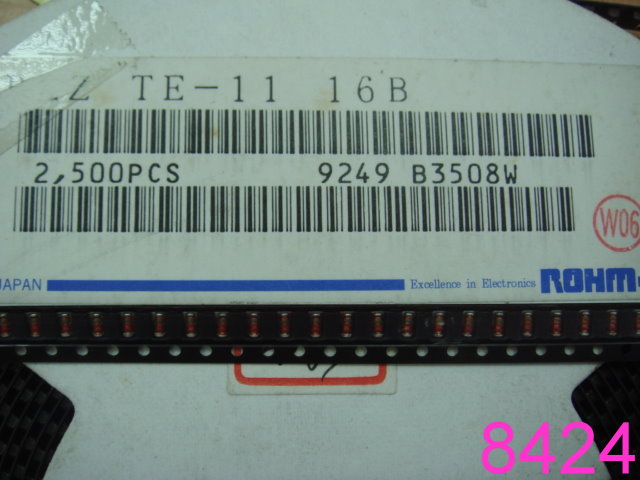 TE-11 16B
2,500PCS 9249 B3508W
W06
JAPAN Excellence in Electronics ROHM
8424